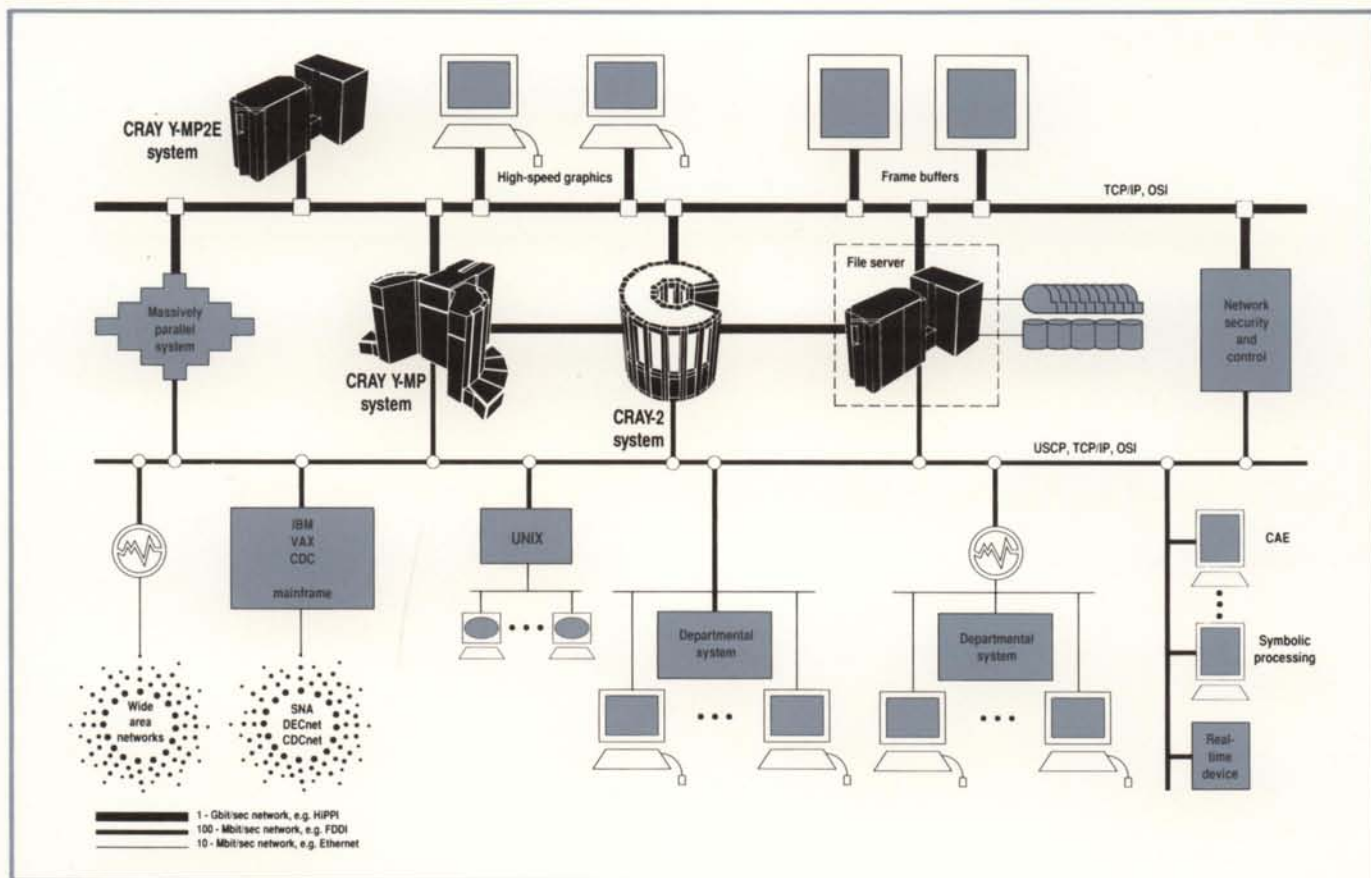 CRAY Y-MP2E
system
High-speed graphics
Frame buffers
TCP/IP, OSI
Massively
parallel
system
CRAY Y-MP
system
CRAY-2
system
File server
Network
security
and
control
USCP, TCP/IP, OSI
IBM
VAX
CDC
mainframe
UNIX
Departmental
system
Departmental
system
CAE
Symbolic
processing
Real-
time
device
Wide
area
networks
SNA
DECnet
CDCnet
1 - Gbit/sec network, e.g. HiPPI
100 - Mbit/sec network, e.g. FDDI
10 - Mbit/sec network, e.g. Ethernet